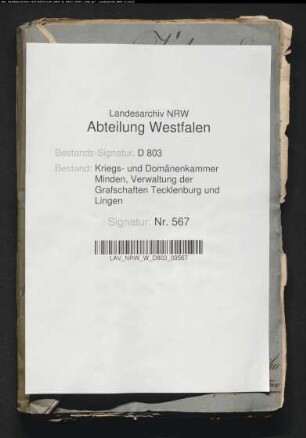 Landesarchiv NRW
Abteilung Westfalen
Bestands-Signatur: D 803
Bestand: Kriegs- und Domänenkammer
Minden, Verwaltung der
Grafschaften Tecklenburg und
Lingen
Signatur: Nr. 567
LAV_NRW_W_D803_00567